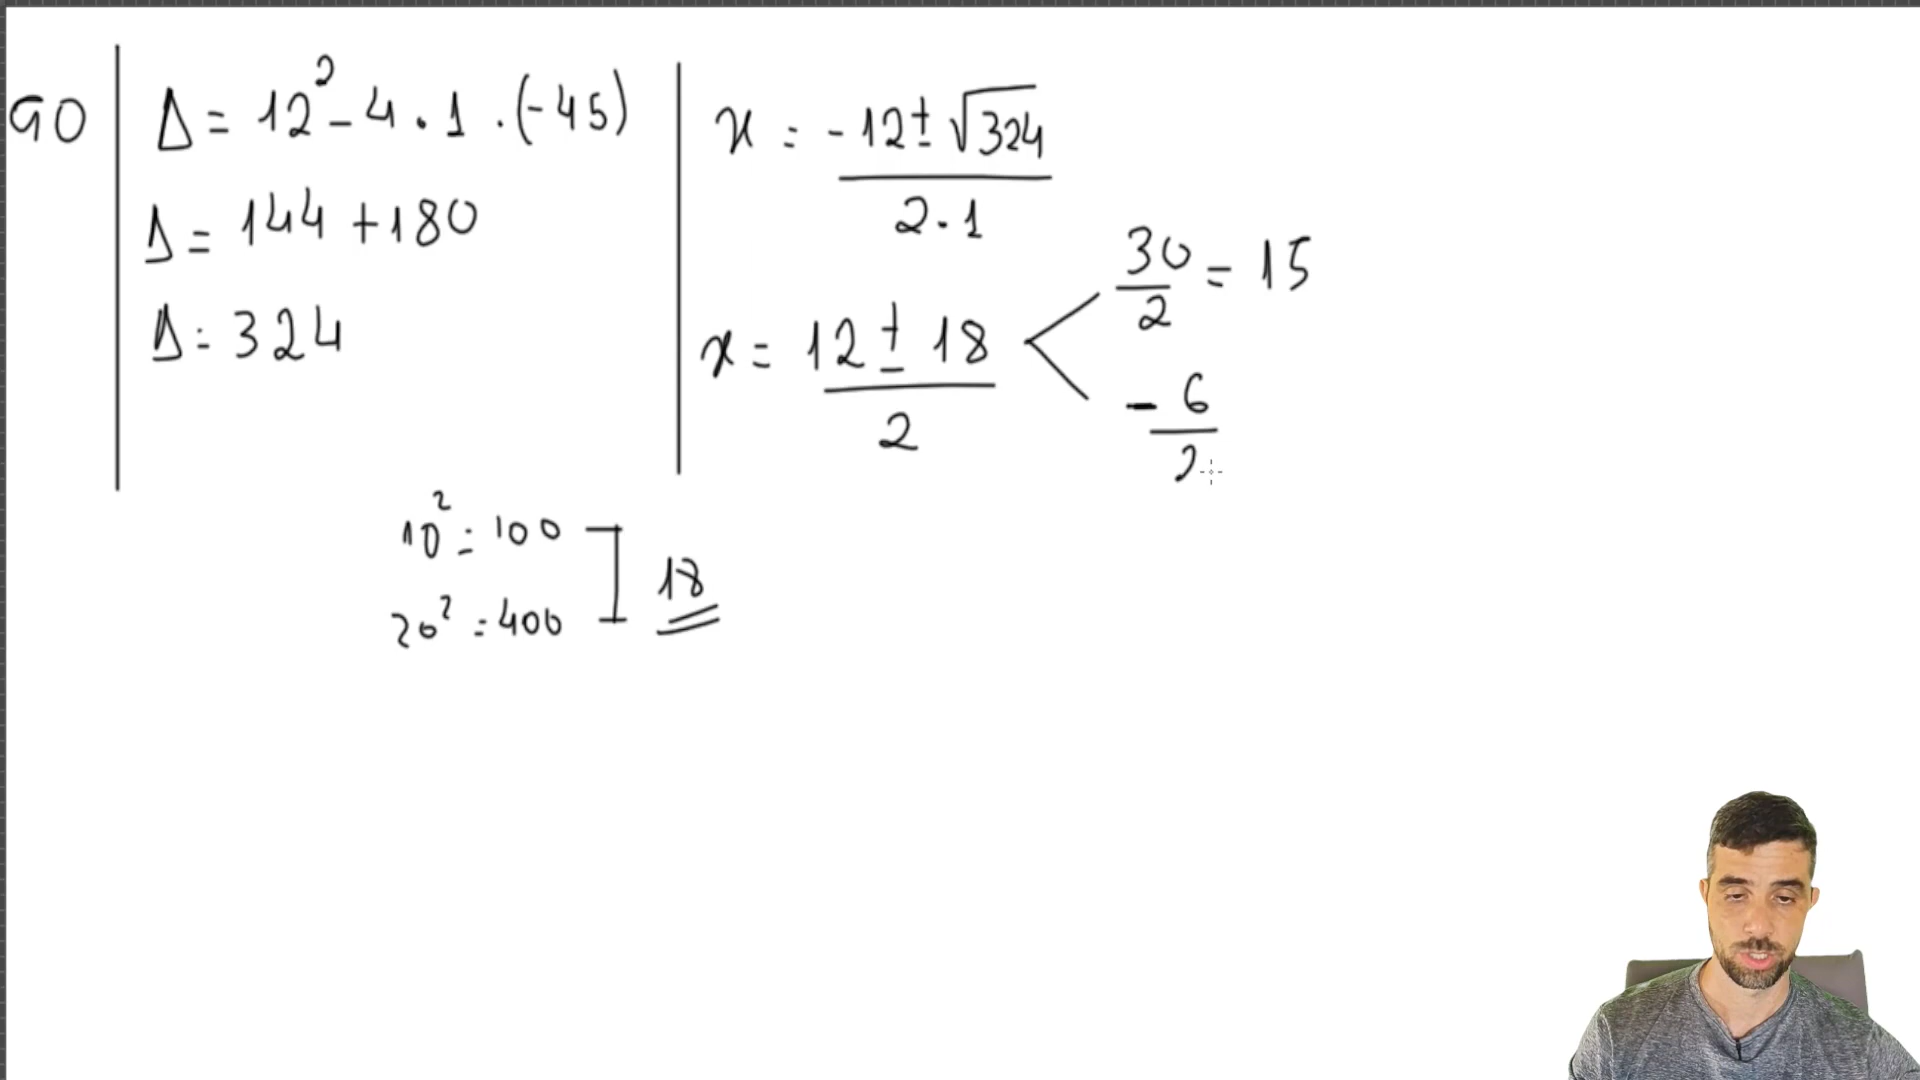 90
Δ = 12² - 4 . 1 . (-45)
Δ = 144 + 180
Δ = 324
x = -12 ± √324
2 . 1
x = 12 ± 18
2
30
2
= 15
- 6
2
10² = 100
20² = 400
18